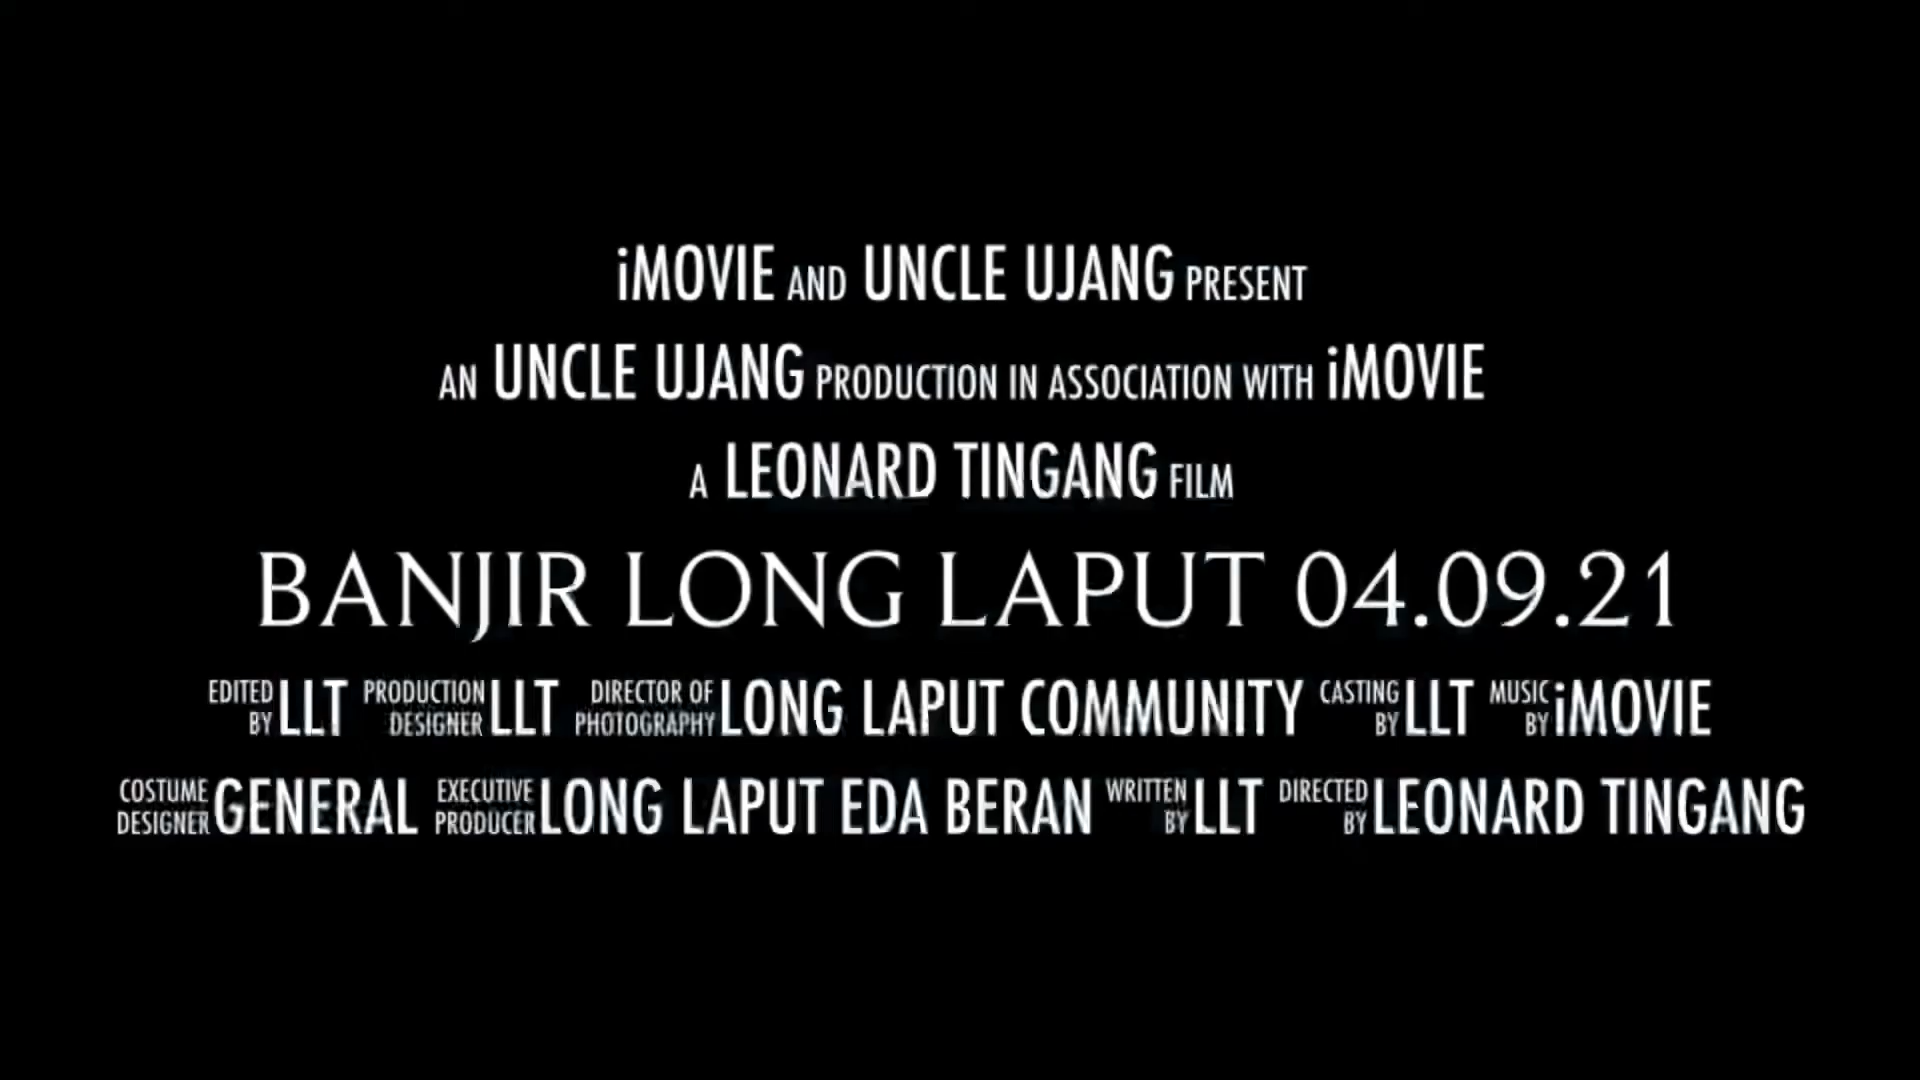 iMOVIE AND UNCLE UJANG PRESENT
AN UNCLE UJANG PRODUCTION IN ASSOCIATION WITH iMOVIE
A LEONARD TINGANG FILM
BANJIR LONG LAPUT 04.09.21
EDITED BY LLT PRODUCTION DESIGNER LLT DIRECTOR OF PHOTOGRAPHY LONG LAPUT COMMUNITY CASTING BY LLT MUSIC BY iMOVIE
COSTUME DESIGNER GENERAL EXECUTIVE PRODUCER LONG LAPUT EDA BERAN WRITTEN BY LLT DIRECTED BY LEONARD TINGANG